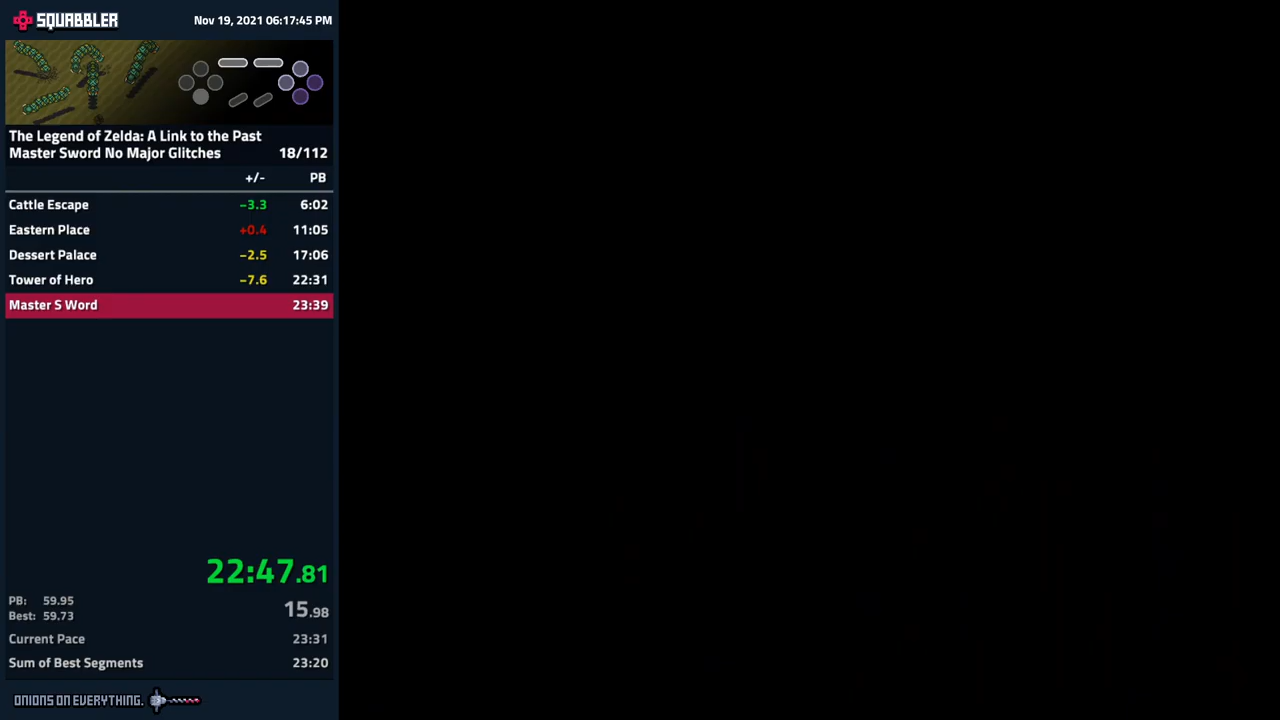 SQUABBLER
Nov 19, 2021 06:17:45 PM
The Legend of Zelda: A Link to the Past
Master Sword No Major Glitches 18/112
+/- PB
Cattle Escape −3.3 6:02
Eastern Place +0.4 11:05
Dessert Palace −2.5 17:06
Tower of Hero −7.6 22:31
Master S Word 23:39
22:47.81
PB: 59.95
Best: 59.73
15.98
Current Pace 23:31
Sum of Best Segments 23:20
ONIONS ON EVERYTHING.